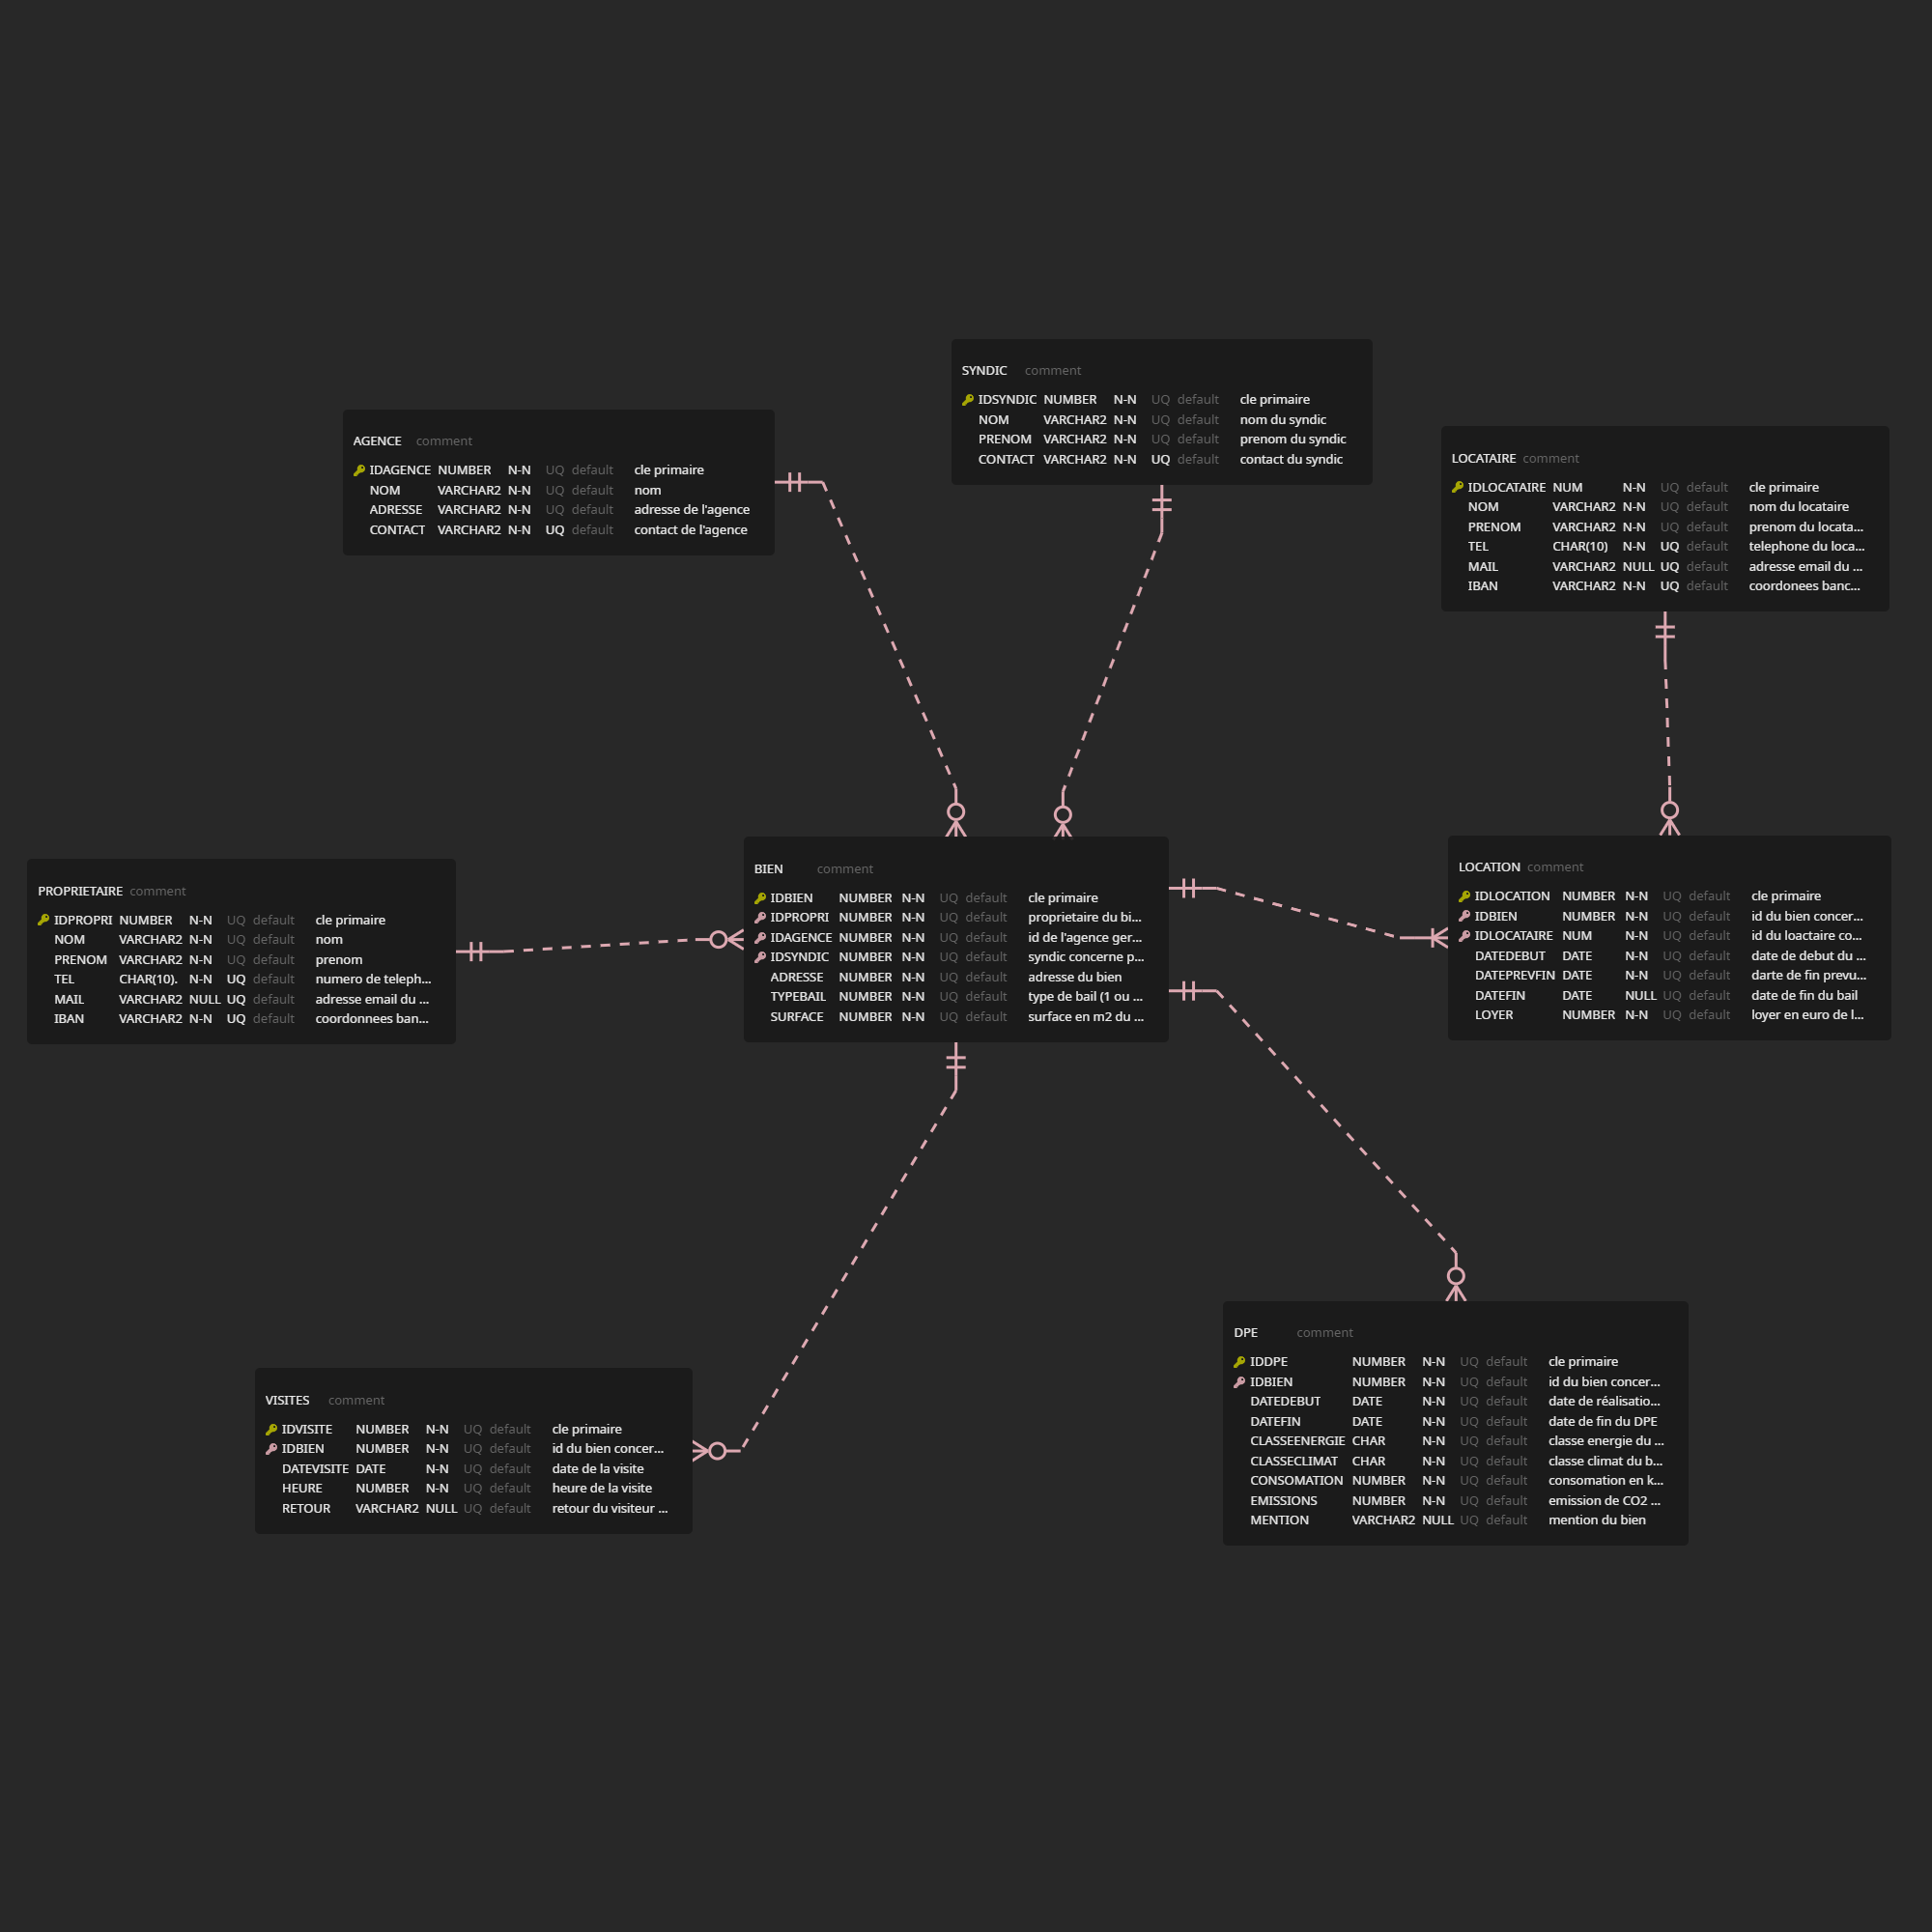 SYNDIC comment
IDSYNDIC NUMBER N-N UQ default cle primaire
NOM VARCHAR2 N-N UQ default nom du syndic
PRENOM VARCHAR2 N-N UQ default prenom du syndic
CONTACT VARCHAR2 N-N UQ default contact du syndic
AGENCE comment
IDAGENCE NUMBER N-N UQ default cle primaire
NOM VARCHAR2 N-N UQ default nom
ADRESSE VARCHAR2 N-N UQ default adresse de l'agence
CONTACT VARCHAR2 N-N UQ default contact de l'agence
LOCATAIRE comment
IDLOCATAIRE NUM N-N UQ default cle primaire
NOM VARCHAR2 N-N UQ default nom du locataire
PRENOM VARCHAR2 N-N UQ default prenom du locata...
TEL CHAR(10) N-N UQ default telephone du loca...
MAIL VARCHAR2 NULL UQ default adresse email du ...
IBAN VARCHAR2 N-N UQ default coordonees banc...
PROPRIETAIRE comment
IDPROPRI NUMBER N-N UQ default cle primaire
NOM VARCHAR2 N-N UQ default nom
PRENOM VARCHAR2 N-N UQ default prenom
TEL CHAR(10). N-N UQ default numero de teleph...
MAIL VARCHAR2 NULL UQ default adresse email du ...
IBAN VARCHAR2 N-N UQ default coordonnees ban...
BIEN comment
IDBIEN NUMBER N-N UQ default cle primaire
IDPROPRI NUMBER N-N UQ default proprietaire du bi...
IDAGENCE NUMBER N-N UQ default id de l'agence ger...
IDSYNDIC NUMBER N-N UQ default syndic concerne p...
ADRESSE NUMBER N-N UQ default adresse du bien
TYPEBAIL NUMBER N-N UQ default type de bail (1 ou ...
SURFACE NUMBER N-N UQ default surface en m2 du ...
LOCATION comment
IDLOCATION NUMBER N-N UQ default cle primaire
IDBIEN NUMBER N-N UQ default id du bien concer...
IDLOCATAIRE NUM N-N UQ default id du loactaire co...
DATEDEBUT DATE N-N UQ default date de debut du ...
DATEPREVFIN DATE N-N UQ default darte de fin prevu...
DATEFIN DATE NULL UQ default date de fin du bail
LOYER NUMBER N-N UQ default loyer en euro de l...
VISITES comment
IDVISITE NUMBER N-N UQ default cle primaire
IDBIEN NUMBER N-N UQ default id du bien concer...
DATEVISITE DATE N-N UQ default date de la visite
HEURE NUMBER N-N UQ default heure de la visite
RETOUR VARCHAR2 NULL UQ default retour du visiteur ...
DPE comment
IDDPE NUMBER N-N UQ default cle primaire
IDBIEN NUMBER N-N UQ default id du bien concer...
DATEDEBUT DATE N-N UQ default date de réalisatio...
DATEFIN DATE N-N UQ default date de fin du DPE
CLASSEENERGIE CHAR N-N UQ default classe energie du ...
CLASSECLIMAT CHAR N-N UQ default classe climat du b...
CONSOMATION NUMBER N-N UQ default consomation en k...
EMISSIONS NUMBER N-N UQ default emission de CO2 ...
MENTION VARCHAR2 NULL UQ default mention du bien